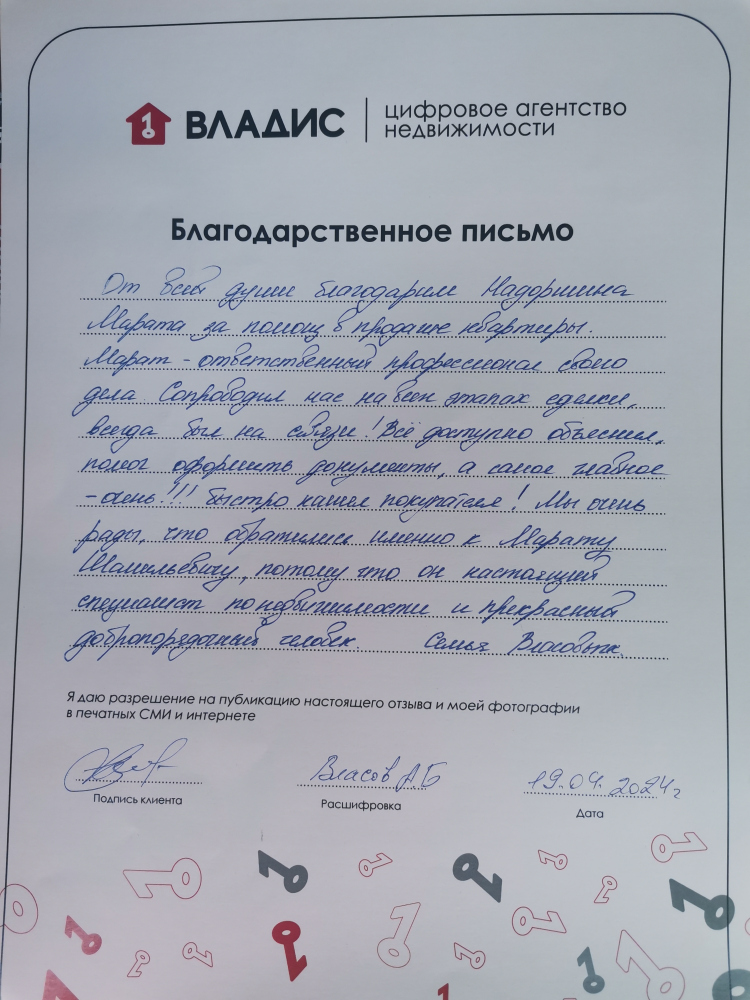 ВЛАДИС
цифровое агентство
недвижимости
Благодарственное письмо
От всей души благодарим Надоршина
Марата за помощь в продаже квартиры.
Марат - ответственный профессионал своего
дела. Сопроводил нас на всех этапах сделки,
всегда был на связи! Всё доступно объяснил,
помог оформить документы, а самое главное
- очень!!! быстро нашел покупателя! Мы очень
рады, что обратились именно к Марату
Шамильевичу, потому что он настоящий
специалист по недвижимости и прекрасный
добропорядочный человек. Семья Власовых.
Я даю разрешение на публикацию настоящего отзыва и моей фотографии
в печатных СМИ и интернете
Власов А.Б 19.04.2024г
Подпись клиента Расшифровка Дата